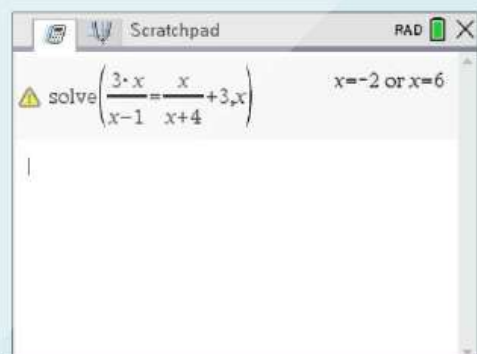 Scratchpad RAD
solve(3·x/x−1=x/x+4+3,x) x=-2 or x=6